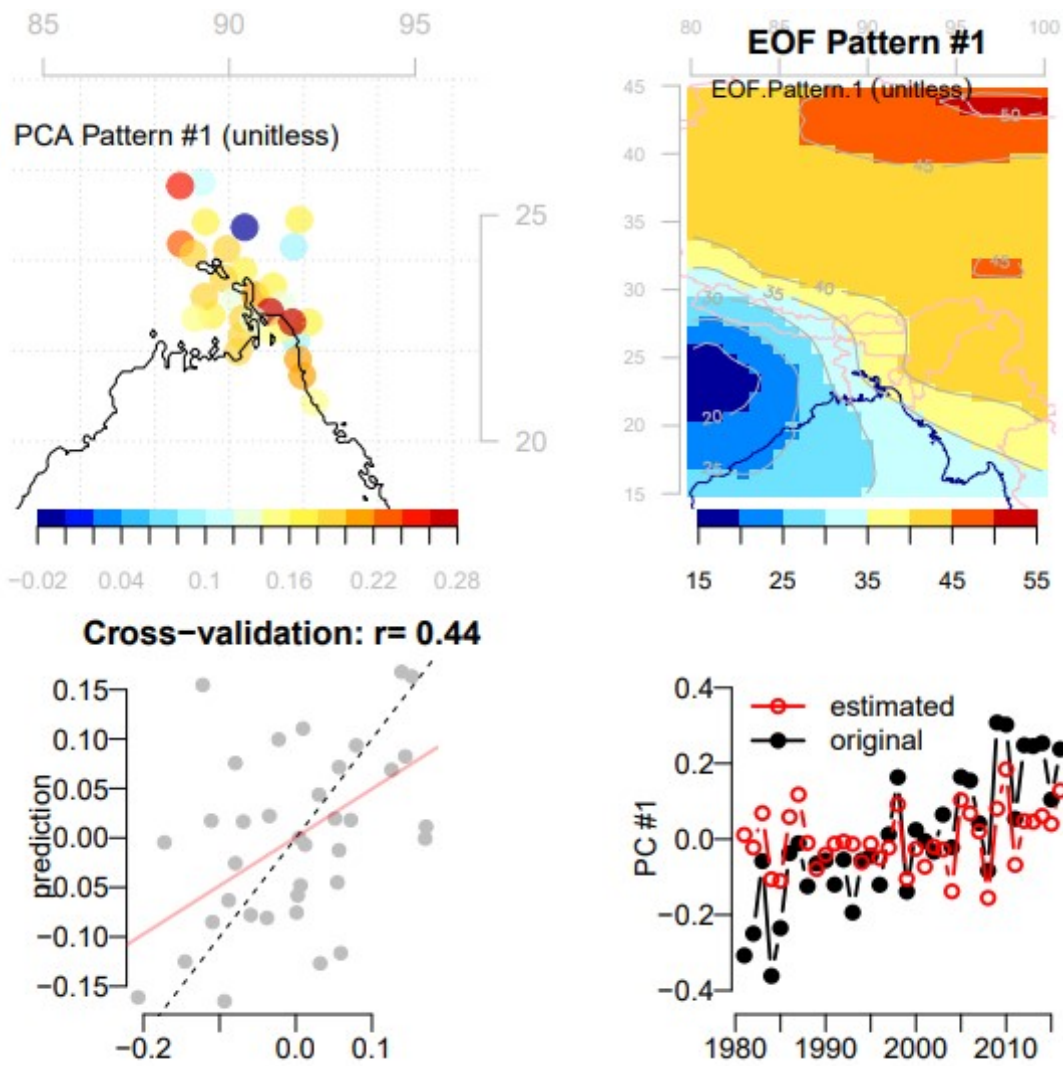 85 90 95
PCA Pattern #1 (unitless)
25
20
−0.02 0.04 0.1 0.16 0.22 0.28
80 85 90 95 100
EOF Pattern #1
EOF.Pattern.1 (unitless)
45
40
35
30
25
20
15
50
45
45
40
35
30
20
25
15 25 35 45 55
Cross−validation: r= 0.44
prediction
0.15
0.10
0.05
0.00
−0.05
−0.10
−0.15
−0.2 0.0 0.1
estimated
original
PC #1
0.4
0.2
0.0
−0.2
−0.4
1980 1990 2000 2010